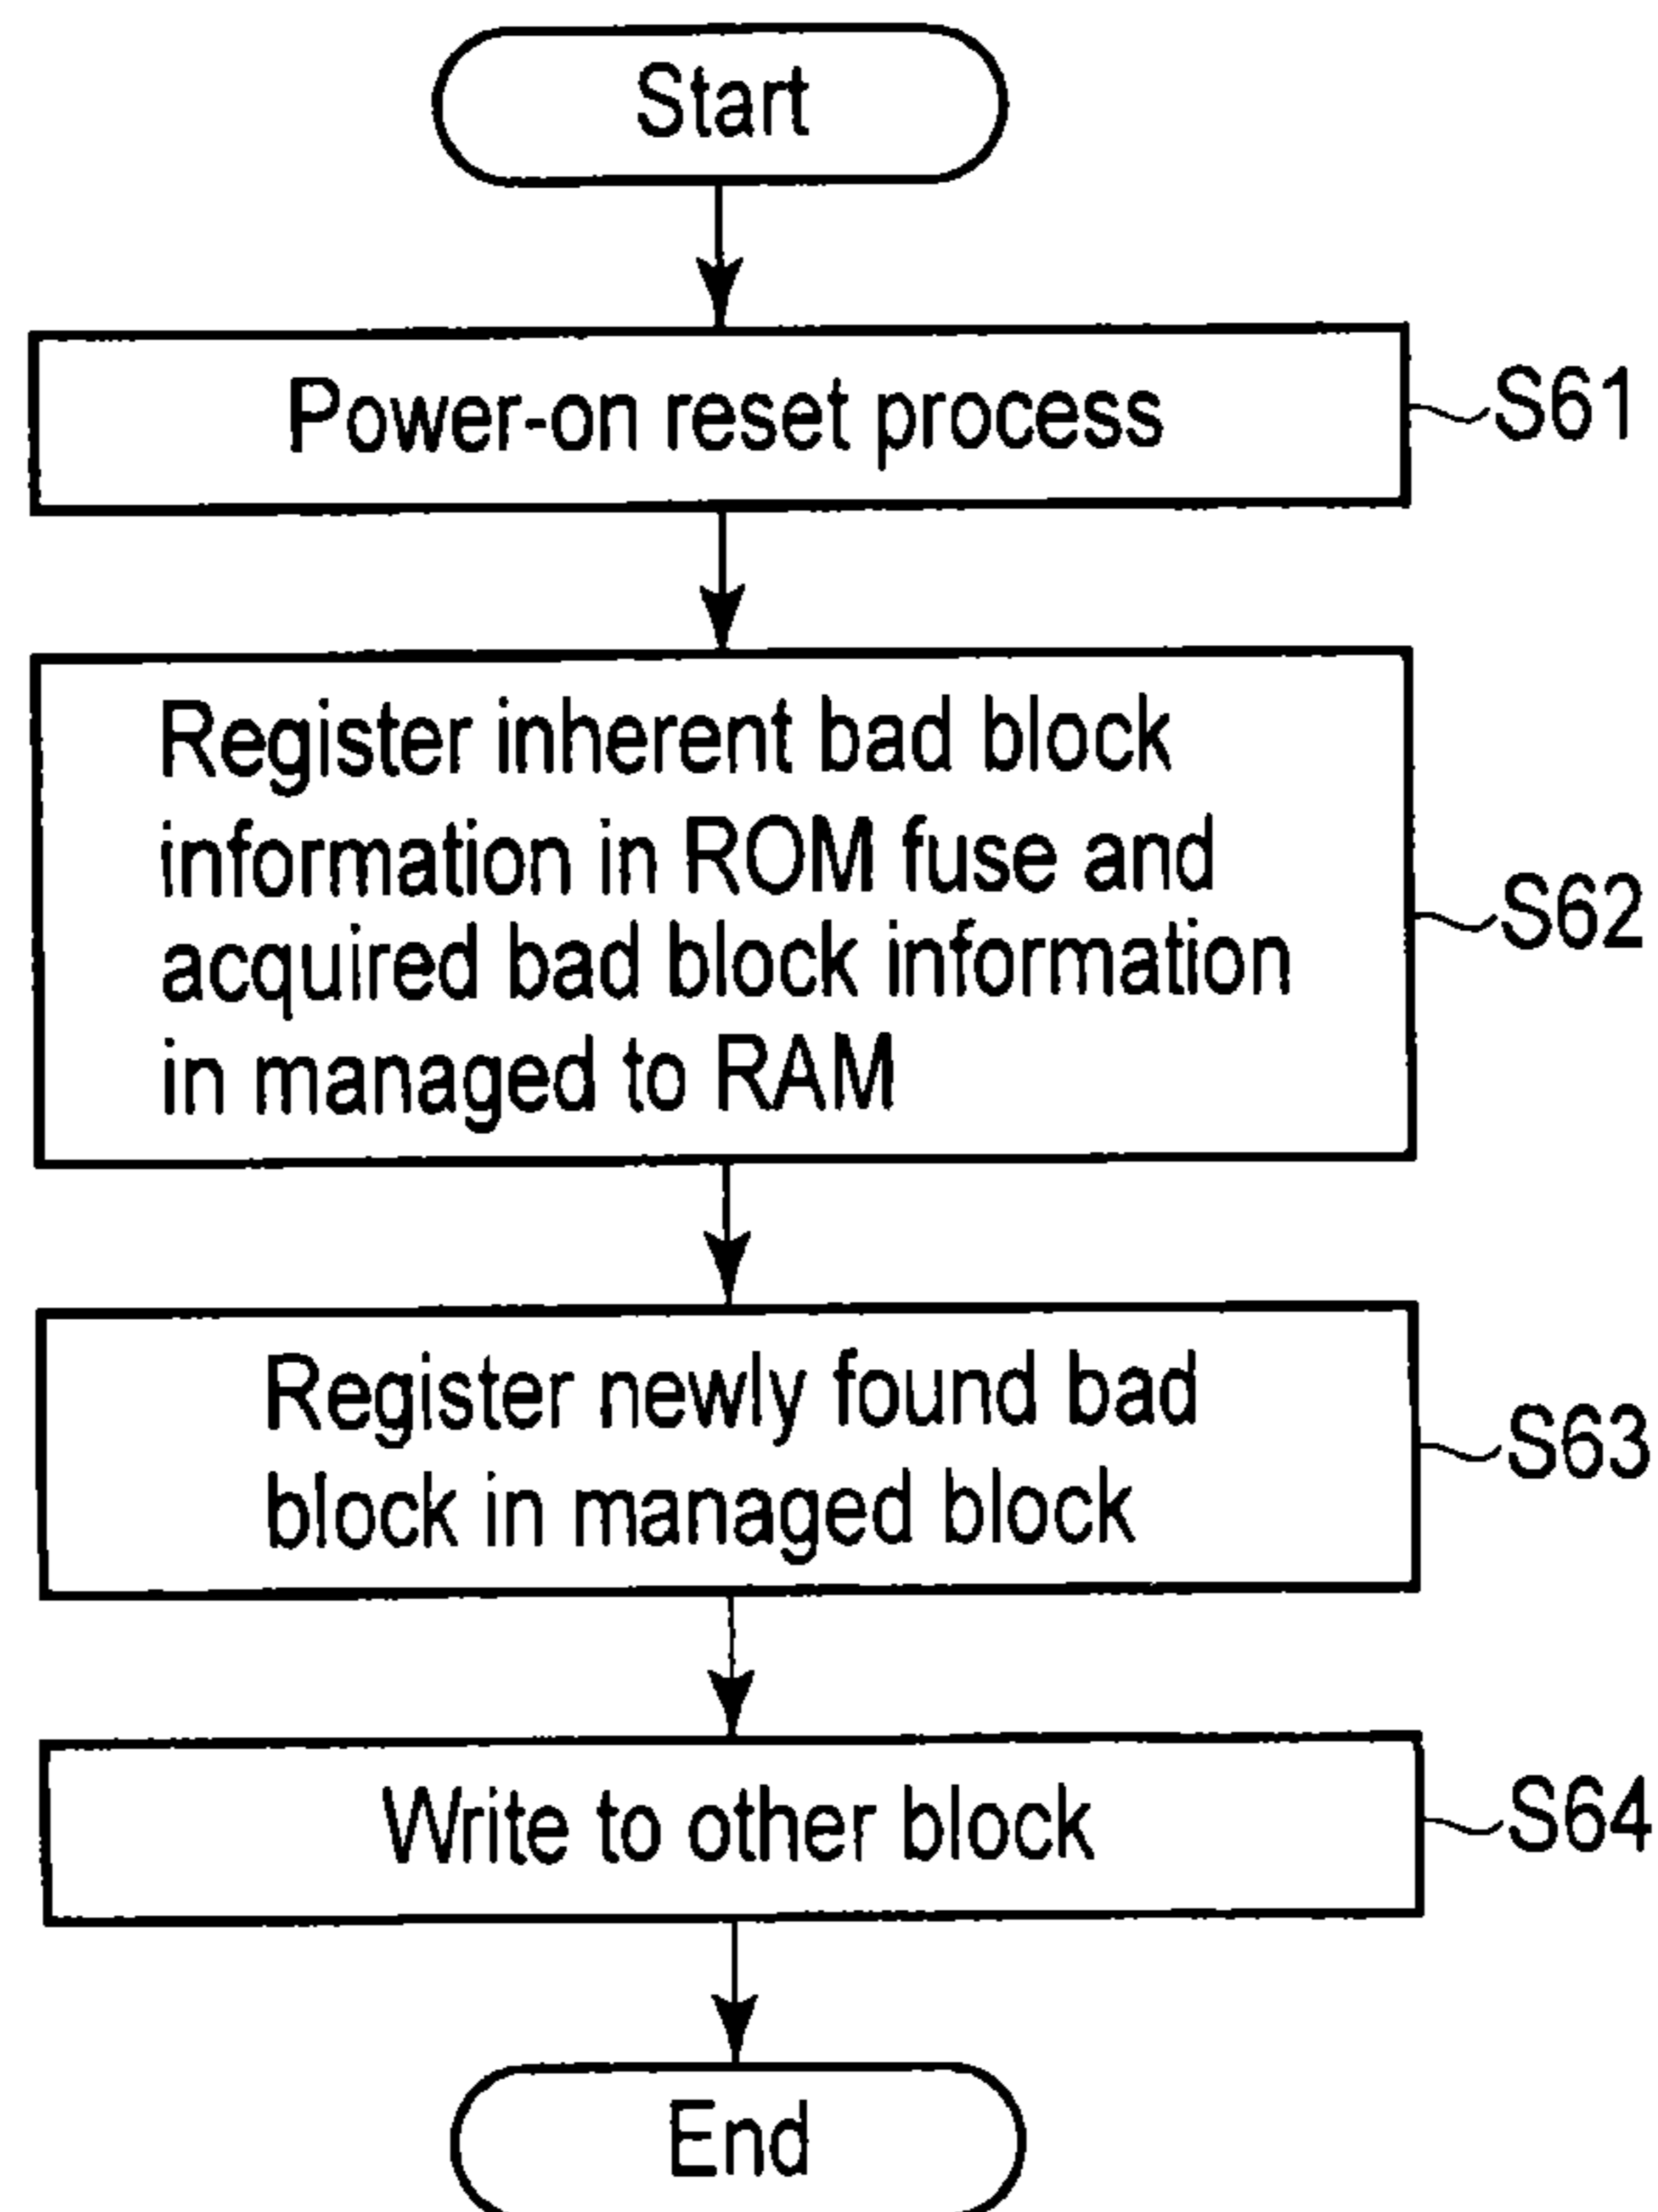 Start
Power-on reset process
S61
Register inherent bad block
information in ROM fuse and
acquired bad block information
in managed to RAM
S62
Register newly found bad
block in managed block
S63
Write to other block
S64
End